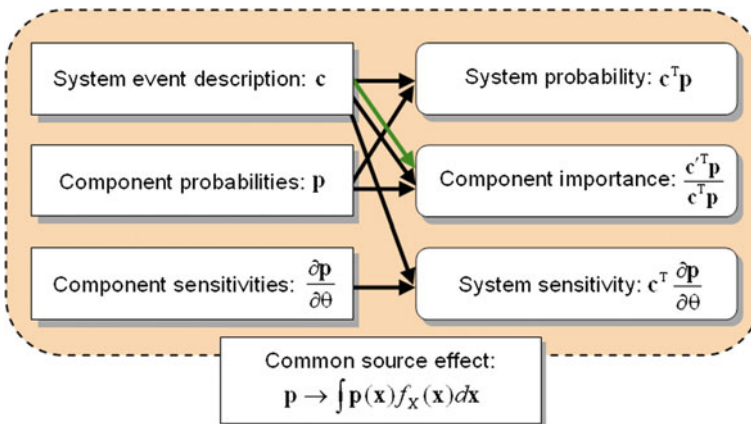 System event description: c
System probability: cᵀp
Component probabilities: p
Component importance: c′ᵀp / cᵀp
Component sensitivities: ∂p / ∂θ
System sensitivity: cᵀ ∂p / ∂θ
Common source effect:
p → ∫p(x)f_X(x)dx